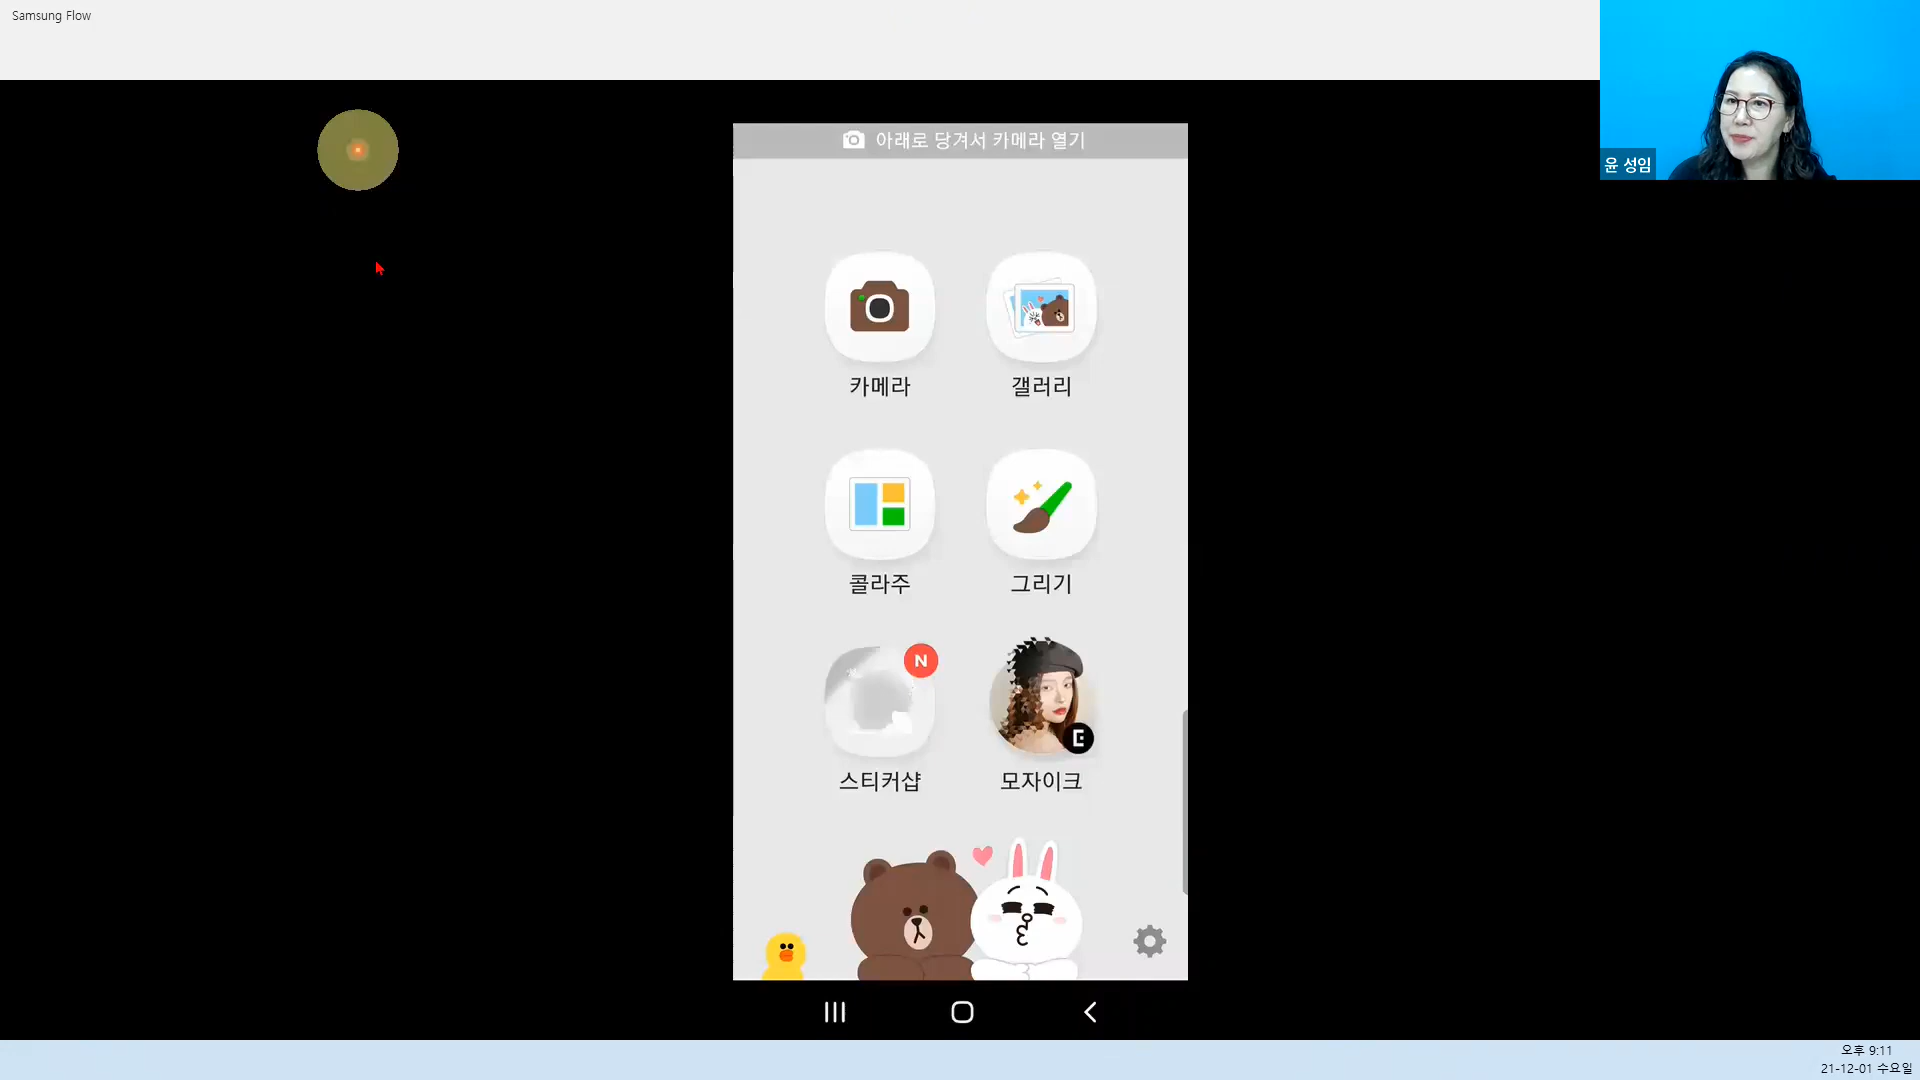 Samsung Flow
윤 성임
아래로 당겨서 카메라 열기
카메라
갤러리
콜라주
그리기
N
스티커샵
모자이크
오후 9:11
21-12-01 수요일